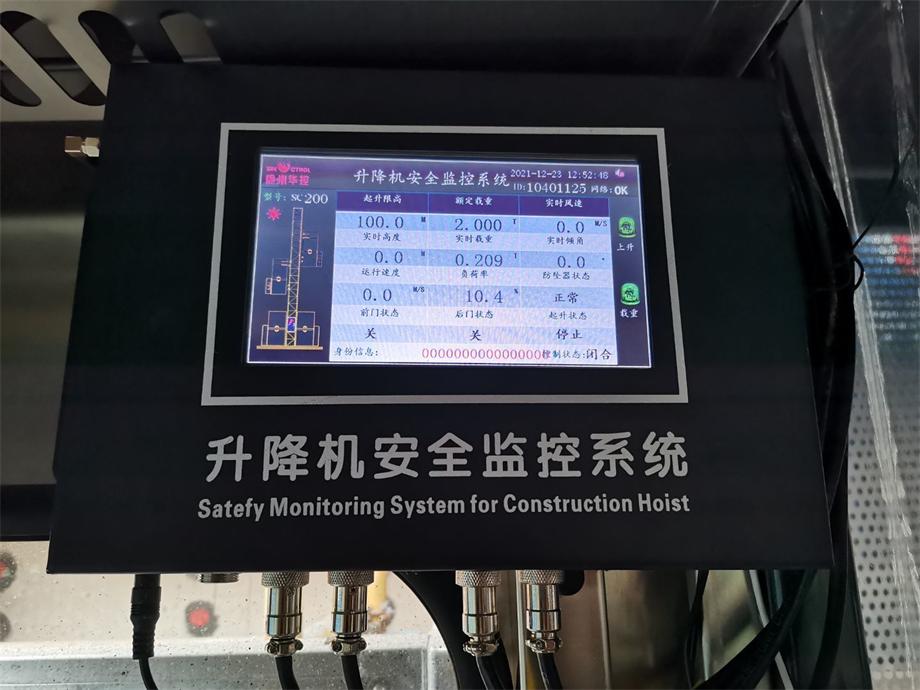 升降机安全监控系统 2021-12-23 12:52:48
ID:10401125 网络:OK
型号: SC200
起升限高 额定载重 实时风速
100.0 M 2.000 T 0.0 M/S
实时高度 实时载重 实时倾角
0.0 M 0.209 T 0.0 °
运行速度 负荷率 防坠器状态
0.0 M/S 10.4 % 正常
前门状态 后门状态 起升状态
关 关 停止
身份信息: 0000000000000000 控制状态:闭合
上升
载重
升降机安全监控系统
Satefy Monitoring System for Construction Hoist